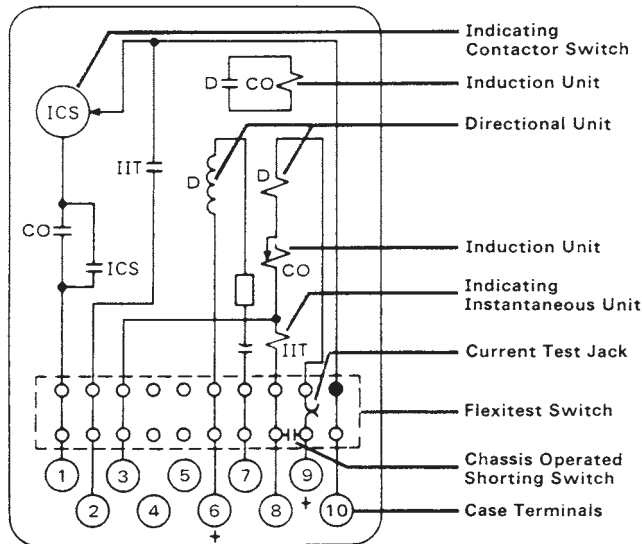 Indicating
Contactor Switch
D
CO
Induction Unit
ICS
Directional Unit
IIT
D
D
CO
ICS
Induction Unit
CO
Indicating
Instantaneous Unit
IIT
Current Test Jack
Flexitest Switch
Chassis Operated
Shorting Switch
1
3
5
7
9
+
2
4
6
+
8
10
Case Terminals